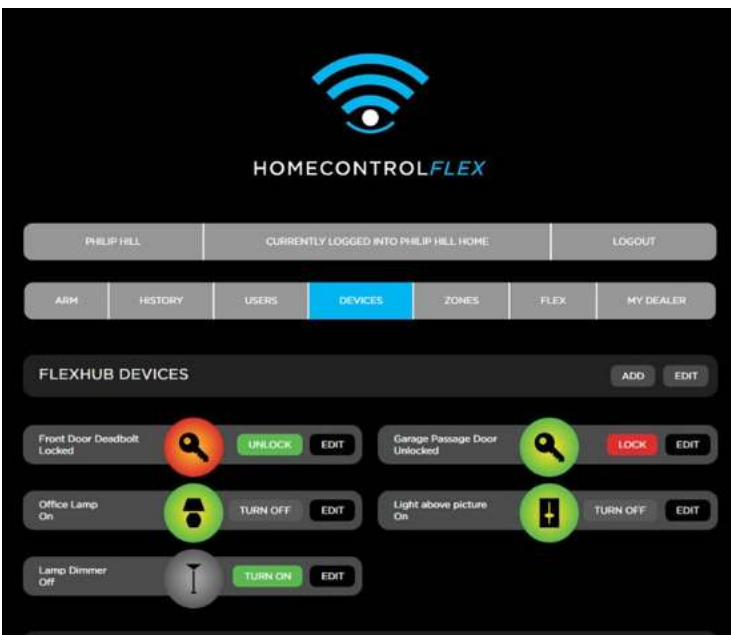 HOMECONTROLFLEX
PHILIP HILL
CURRENTLY LOGGED INTO PHILIP HILL HOME
LOGOUT
ARM
HISTORY
USERS
DEVICES
ZONES
FLEX
MY DEALER
FLEXHUB DEVICES
ADD
EDIT
Front Door Deadbolt
Locked
UNLOCK
EDIT
Garage Passage Door
Unlocked
LOCK
EDIT
Office Lamp
On
TURN OFF
EDIT
Light above picture
On
TURN OFF
EDIT
Lamp Dimmer
Off
TURN ON
EDIT